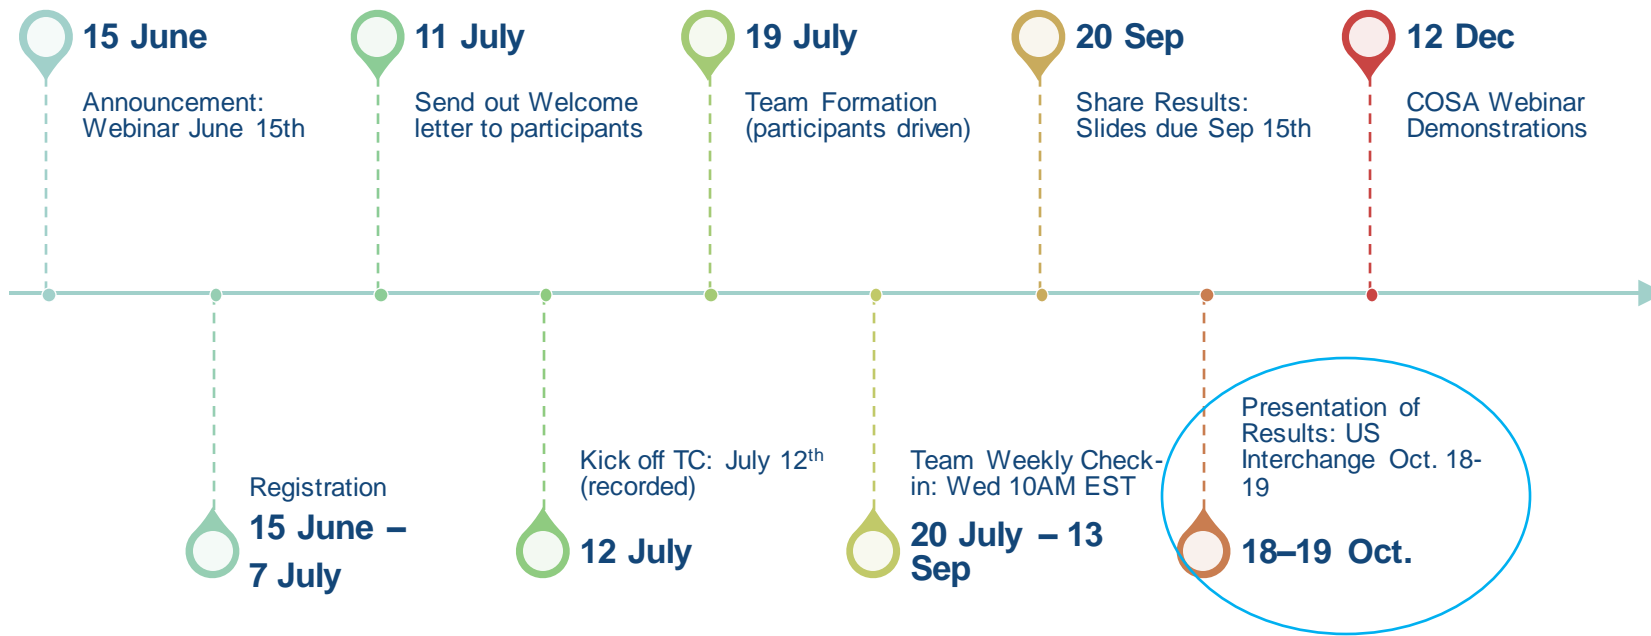 15 June
Announcement:
Webinar June 15th
11 July
Send out Welcome
letter to participants
19 July
Team Formation
(participants driven)
20 Sep
Share Results:
Slides due Sep 15th
12 Dec
COSA Webinar
Demonstrations
Registration
15 June –
7 July
Kick off TC: July 12th
(recorded)
12 July
Team Weekly Check-
in: Wed 10AM EST
20 July – 13
Sep
Presentation of
Results: US
Interchange Oct. 18-
19
18–19 Oct.